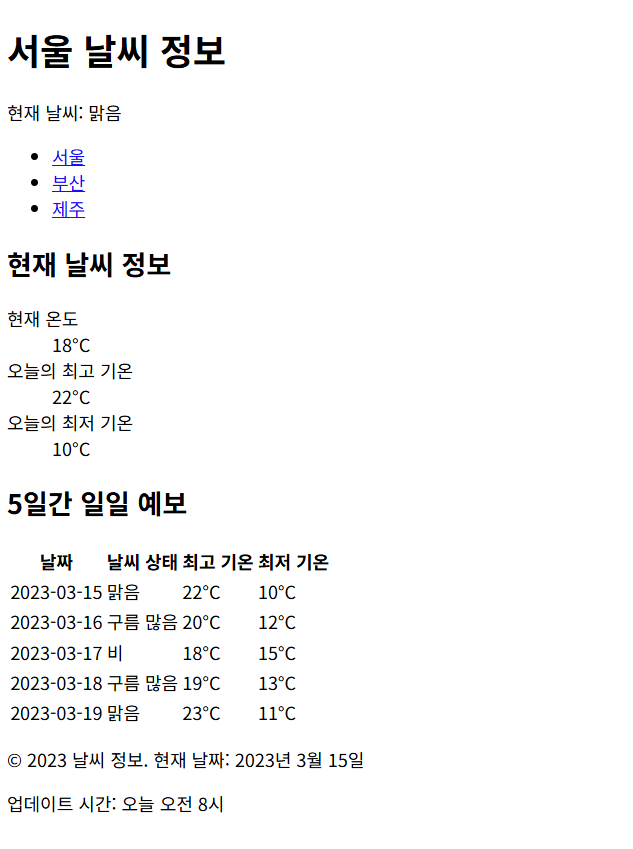 서울 날씨 정보
현재 날씨: 맑음
서울
부산
제주
현재 날씨 정보
현재 온도
18°C
오늘의 최고 기온
22°C
오늘의 최저 기온
10°C
5일간 일일 예보
날짜 날씨 상태 최고 기온 최저 기온
2023-03-15 맑음 22°C 10°C
2023-03-16 구름 많음 20°C 12°C
2023-03-17 비 18°C 15°C
2023-03-18 구름 많음 19°C 13°C
2023-03-19 맑음 23°C 11°C
© 2023 날씨 정보. 현재 날짜: 2023년 3월 15일
업데이트 시간: 오늘 오전 8시